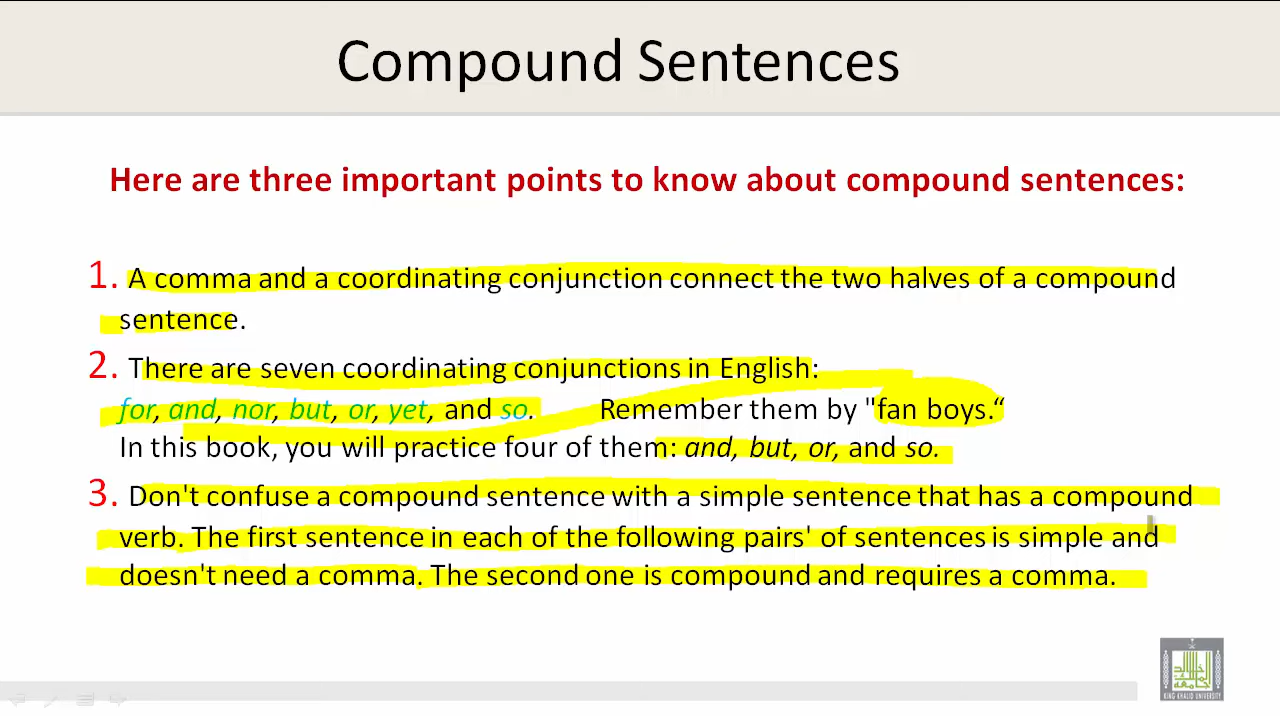 Compound Sentences
Here are three important points to know about compound sentences:
1. A comma and a coordinating conjunction connect the two halves of a compound
sentence.
2. There are seven coordinating conjunctions in English:
for, and, nor, but, or, yet, and so. Remember them by "fan boys.“
In this book, you will practice four of them: and, but, or, and so.
3. Don't confuse a compound sentence with a simple sentence that has a compound
verb. The first sentence in each of the following pairs' of sentences is simple and
doesn't need a comma. The second one is compound and requires a comma.
KING KHALID UNIVERSITY